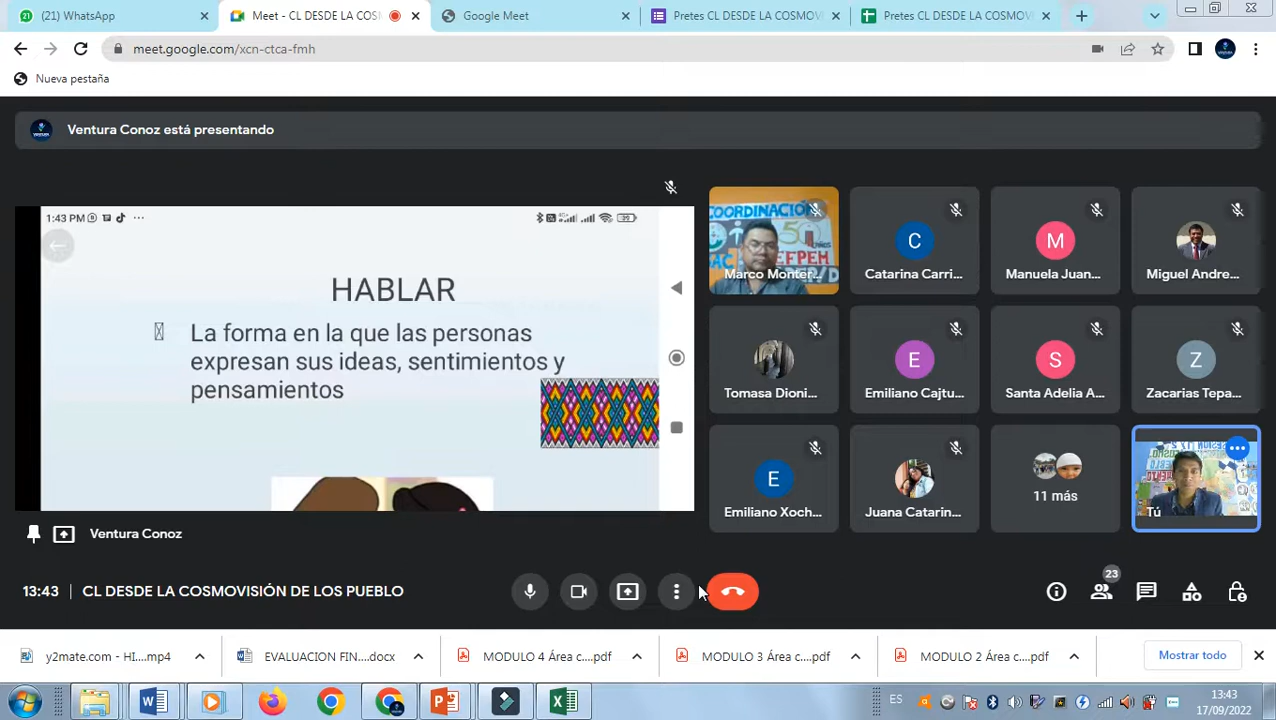 (21) WhatsApp
Meet - CL DESDE LA COS
Google Meet
Pretes CL DESDE LA COSMOVI
Pretes CL DESDE LA COSMOVI
meet.google.com/xcn-ctca-fmh
Nueva pestaña
Ventura Conoz está presentando
1:43 PM
HABLAR
La forma en la que las personas
expresan sus ideas, sentimientos y
pensamientos
COORDINACION
Marco Monter...
Catarina Carri...
Manuela Juan...
Miguel Andre...
Tomasa Dioni...
Emiliano Cajtu...
Santa Adelia A...
Zacarias Tepa...
Emiliano Xoch...
Juana Catarin...
11 más
Tú
Ventura Conoz
13:43 | CL DESDE LA COSMOVISIÓN DE LOS PUEBLO
23
y2mate.com - HI....mp4
EVALUACION FIN....docx
MODULO 4 Área c....pdf
MODULO 3 Área c....pdf
MODULO 2 Área c....pdf
Mostrar todo
ES
13:43
17/09/2022